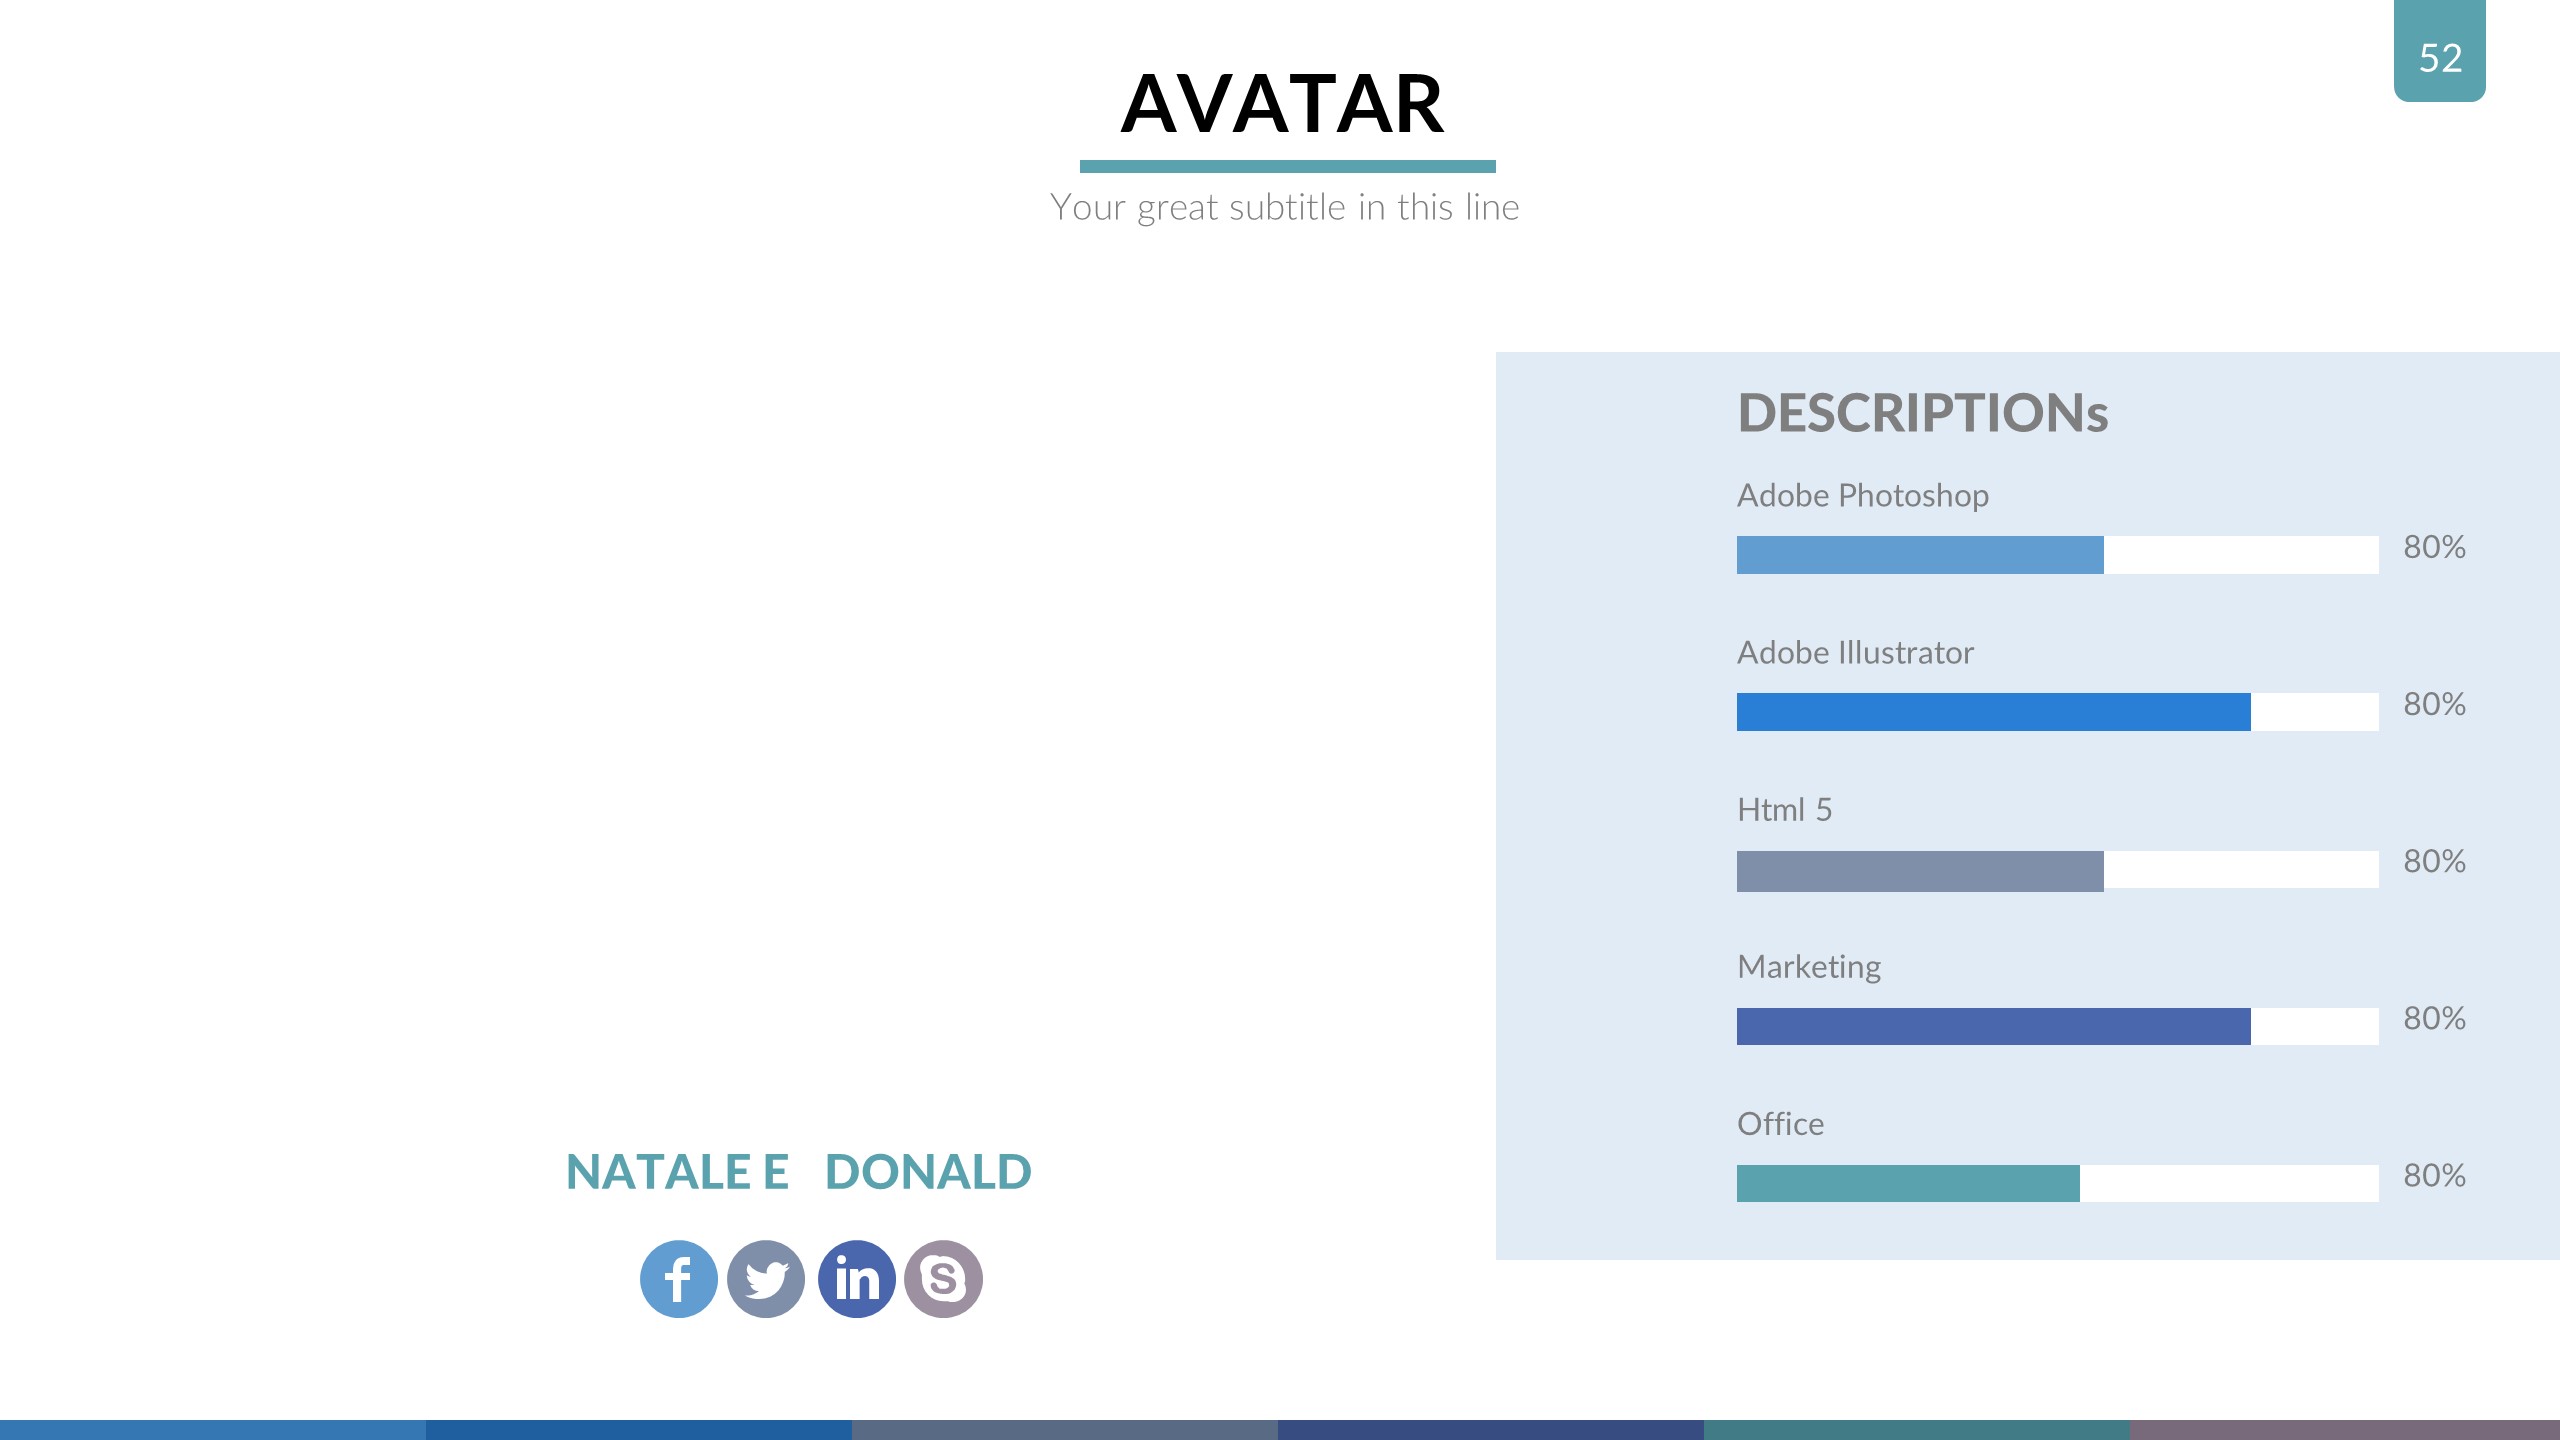 52
AVATAR
Your great subtitle in this line
DESCRIPTIONs
Adobe Photoshop
80%
Adobe Illustrator
80%
Html 5
80%
Marketing
80%
Office
80%
NATALE E DONALD